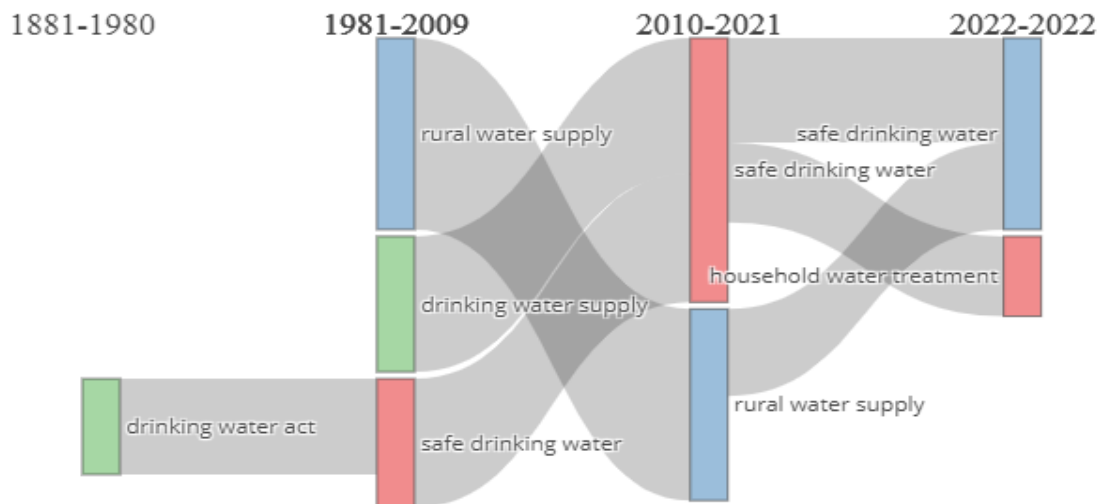 1881-1980 1981-2009 2010-2021 2022-2022
rural water supply
safe drinking water
safe drinking water
household water treatment
drinking water supply
rural water supply
drinking water act
safe drinking water